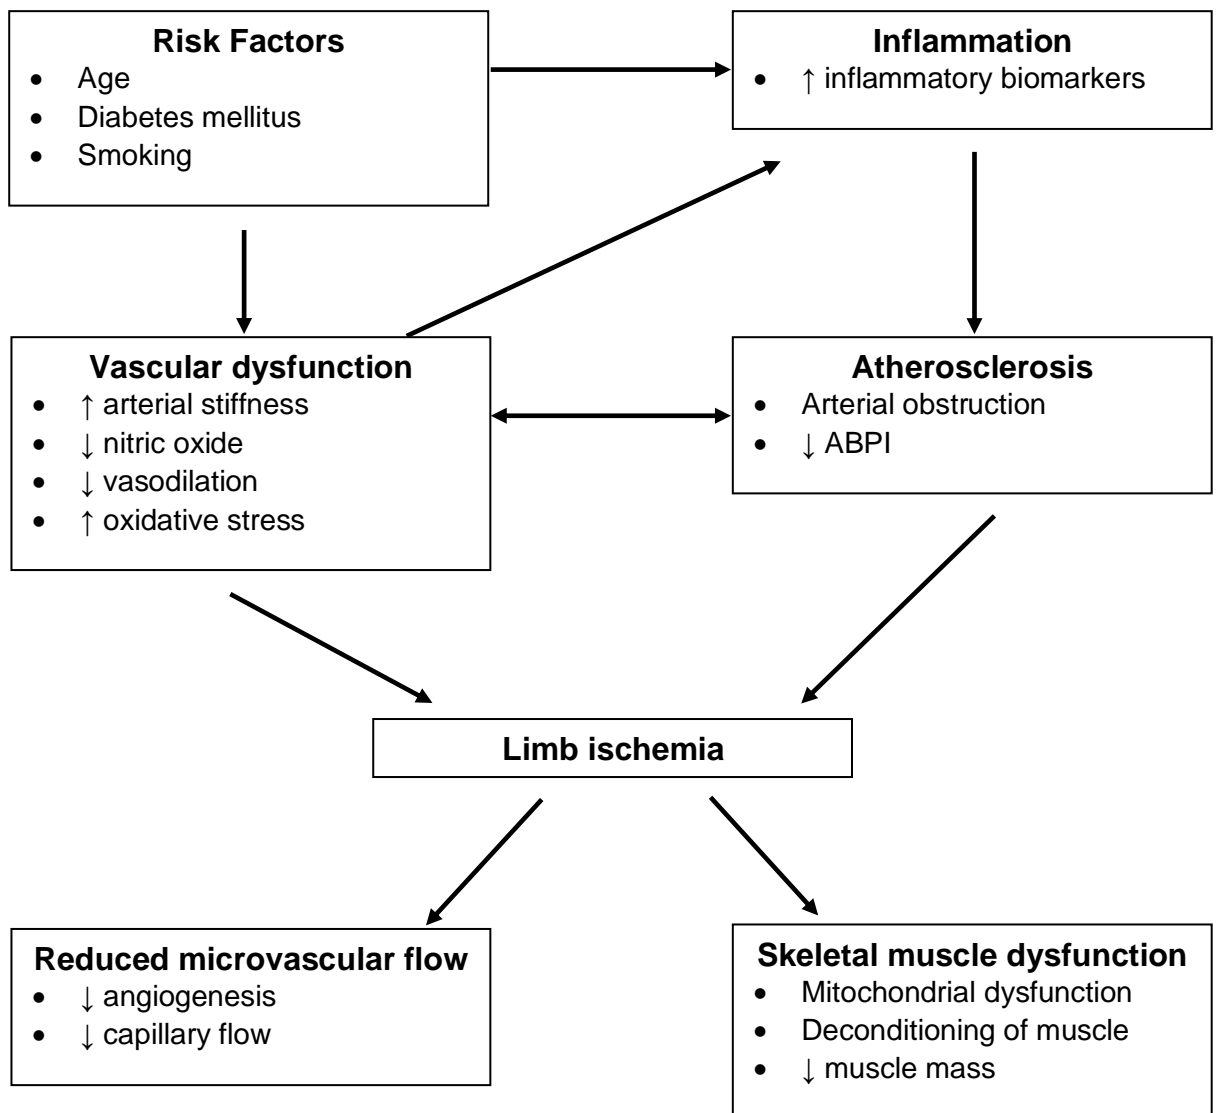 Risk Factors
• Age
• Diabetes mellitus
• Smoking
Inflammation
• ↑ inflammatory biomarkers
Vascular dysfunction
• ↑ arterial stiffness
• ↓ nitric oxide
• ↓ vasodilation
• ↑ oxidative stress
Atherosclerosis
• Arterial obstruction
• ↓ ABPI
Limb ischemia
Reduced microvascular flow
• ↓ angiogenesis
• ↓ capillary flow
Skeletal muscle dysfunction
• Mitochondrial dysfunction
• Deconditioning of muscle
• ↓ muscle mass